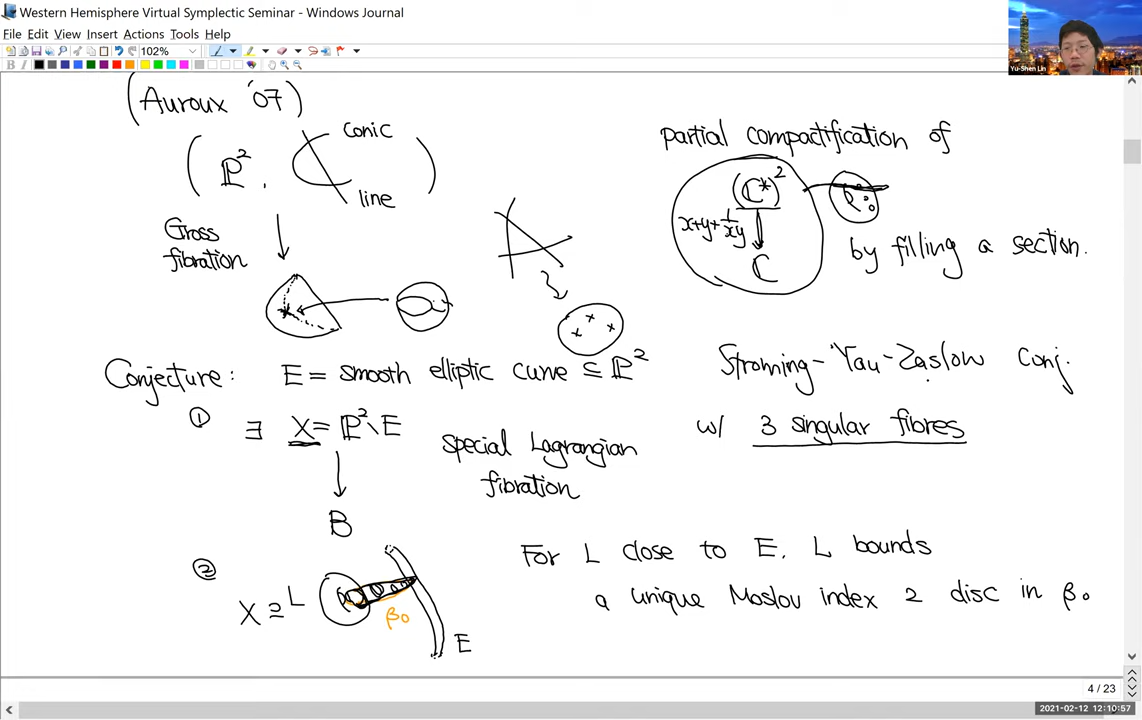 Western Hemisphere Virtual Symplectic Seminar - Windows Journal
File Edit View Insert Actions Tools Help
102%
B I
Yu-Shen Lin
(Auroux '07)
( P², conic line )
Gross fibration
partial compactification of
(C*)²
x+y+1/xy
C
by filling a section.
Conjecture: E = smooth elliptic curve ⊆ P²
Stroming-Yau-Zaslow Conj.
① ∃ X = P²\E special Lagrangian fibration w/ 3 singular fibres
B
② X ⊇ L β₀ E
For L close to E, L bounds
a unique Maslov index 2 disc in β₀
4 / 23
2021-02-12 12:10:57